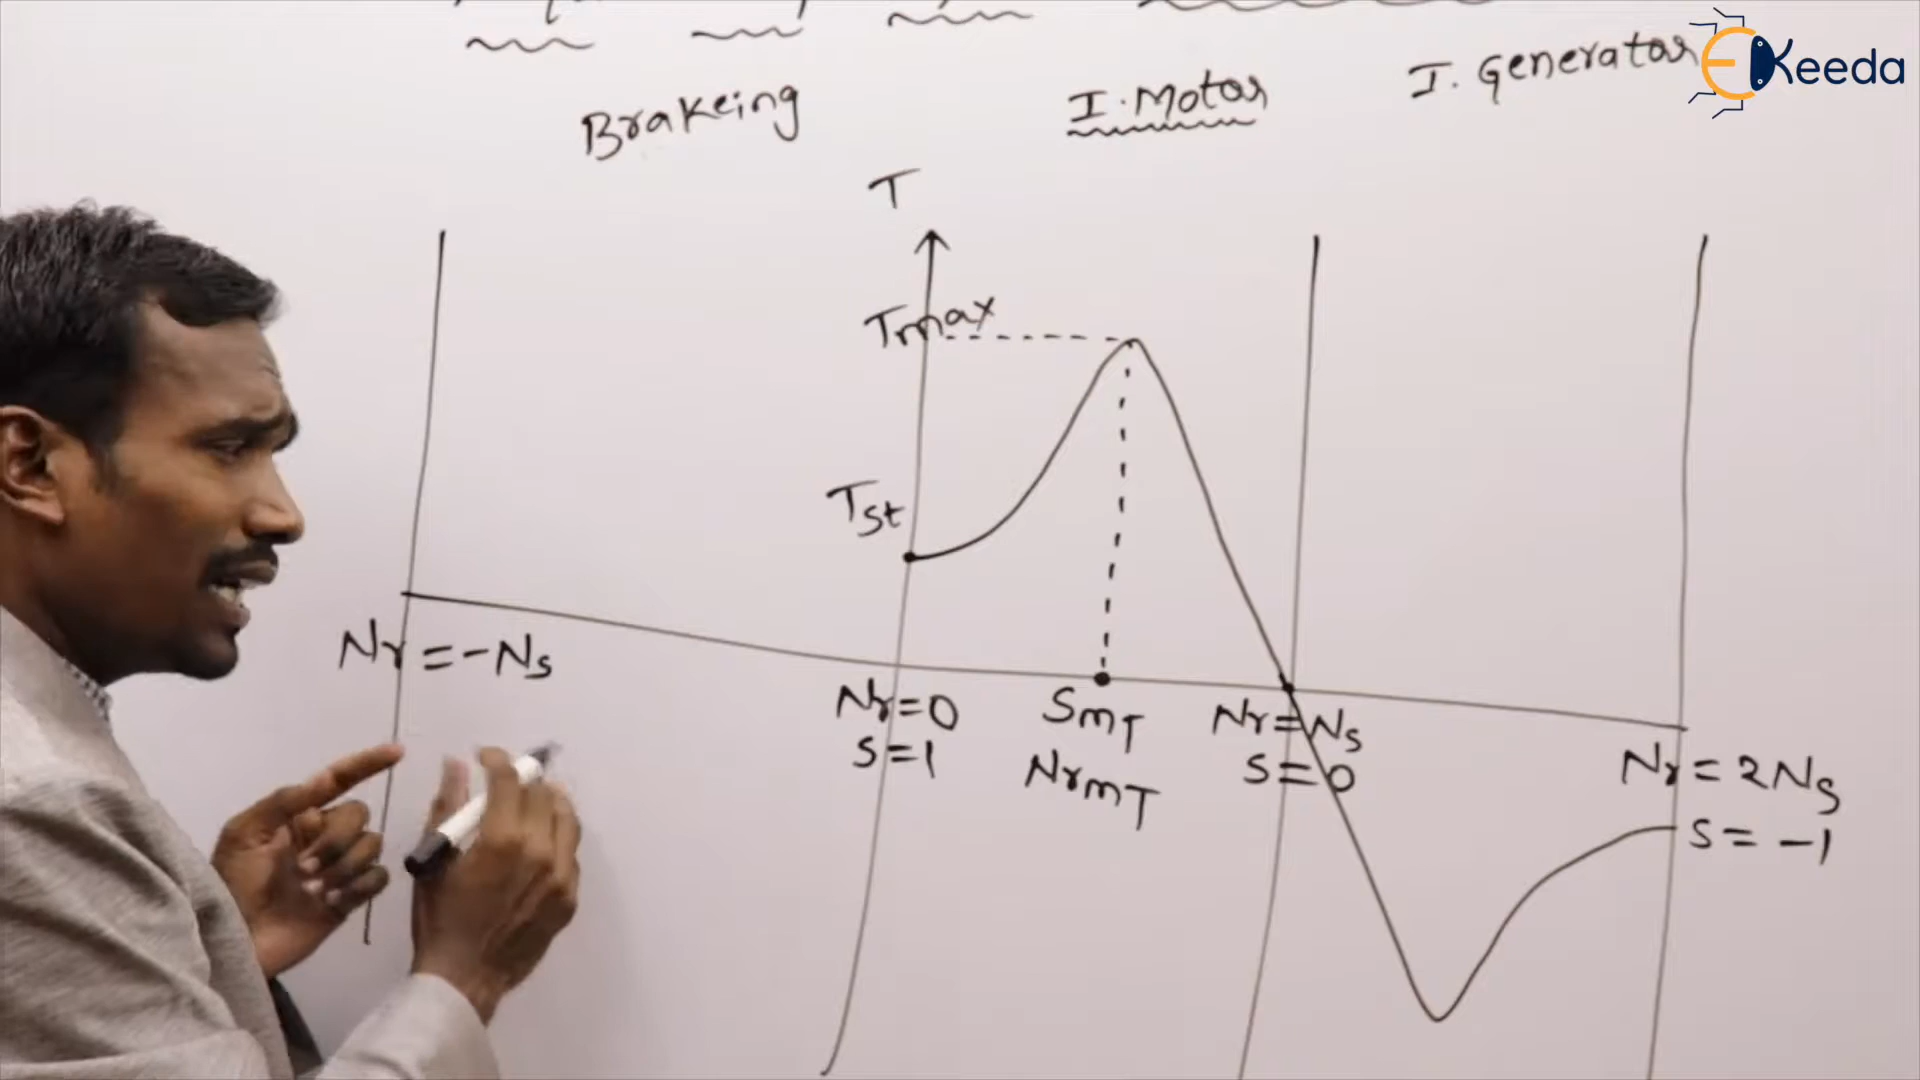 Brakeing
I. Motor
I. Generator
EKeeda
T
Tmax
Tst
Nr = -Ns
Nr = 0
S = 1
SmT
NrmT
Nr = Ns
S = 0
Nr = 2Ns
S = -1